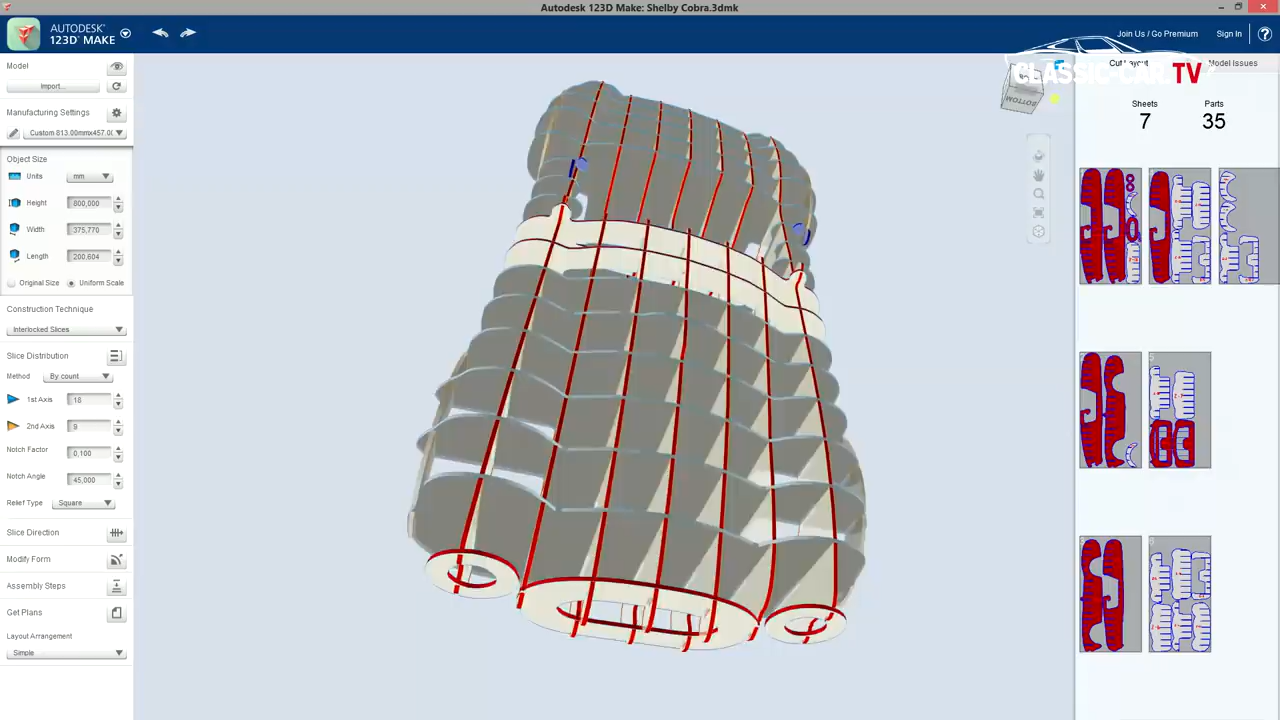 Autodesk 123D Make: Shelby Cobra.3dmk
AUTODESK®
123D® MAKE
Join Us / Go Premium
Sign In
CLASSIC-CAR.TV
Model
Import...
Manufacturing Settings
Custom 813.00mmx457.0(
Object Size
Units
mm
Height
800,000
Width
375,770
Length
200,604
Original Size
Uniform Scale
Construction Technique
Interlocked Slices
Slice Distribution
Method
By count
1st Axis
18
2nd Axis
9
Notch Factor
0,100
Notch Angle
45,000
Relief Type
Square
Slice Direction
Modify Form
Assembly Steps
Get Plans
Layout Arrangement
Simple
BOTTOM
Cut Layout
Model Issues
Sheets
Parts
7
35